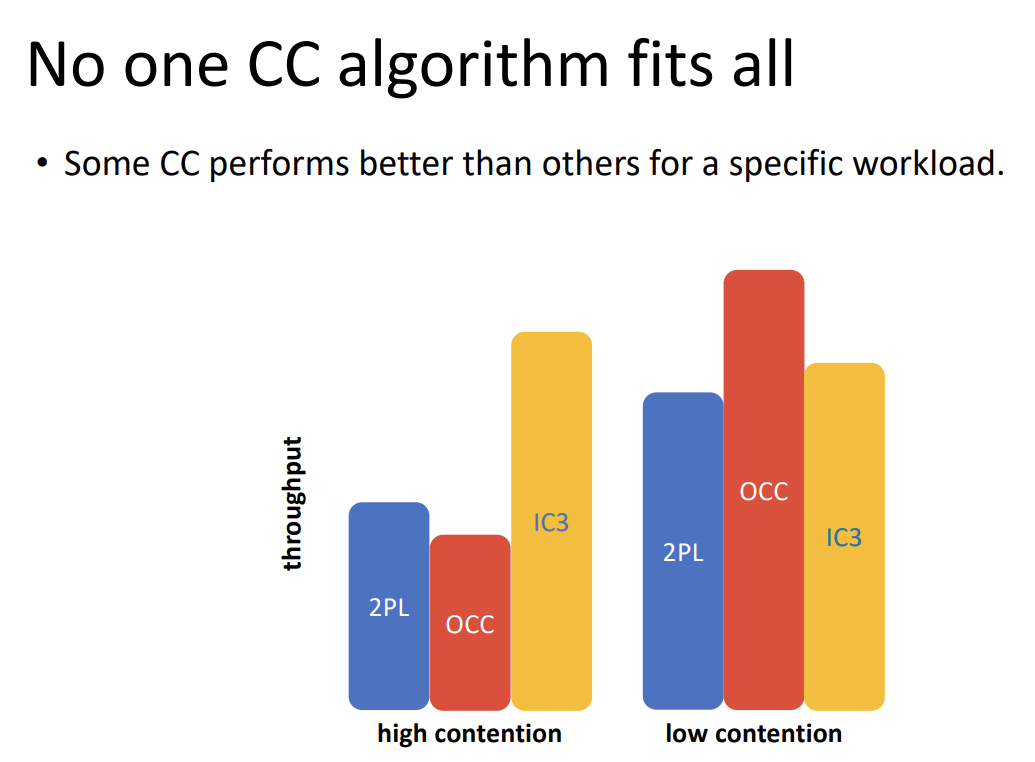 No one CC algorithm fits all
• Some CC performs better than others for a specific workload.
throughput
2PL
OCC
IC3
2PL
OCC
IC3
high contention
low contention